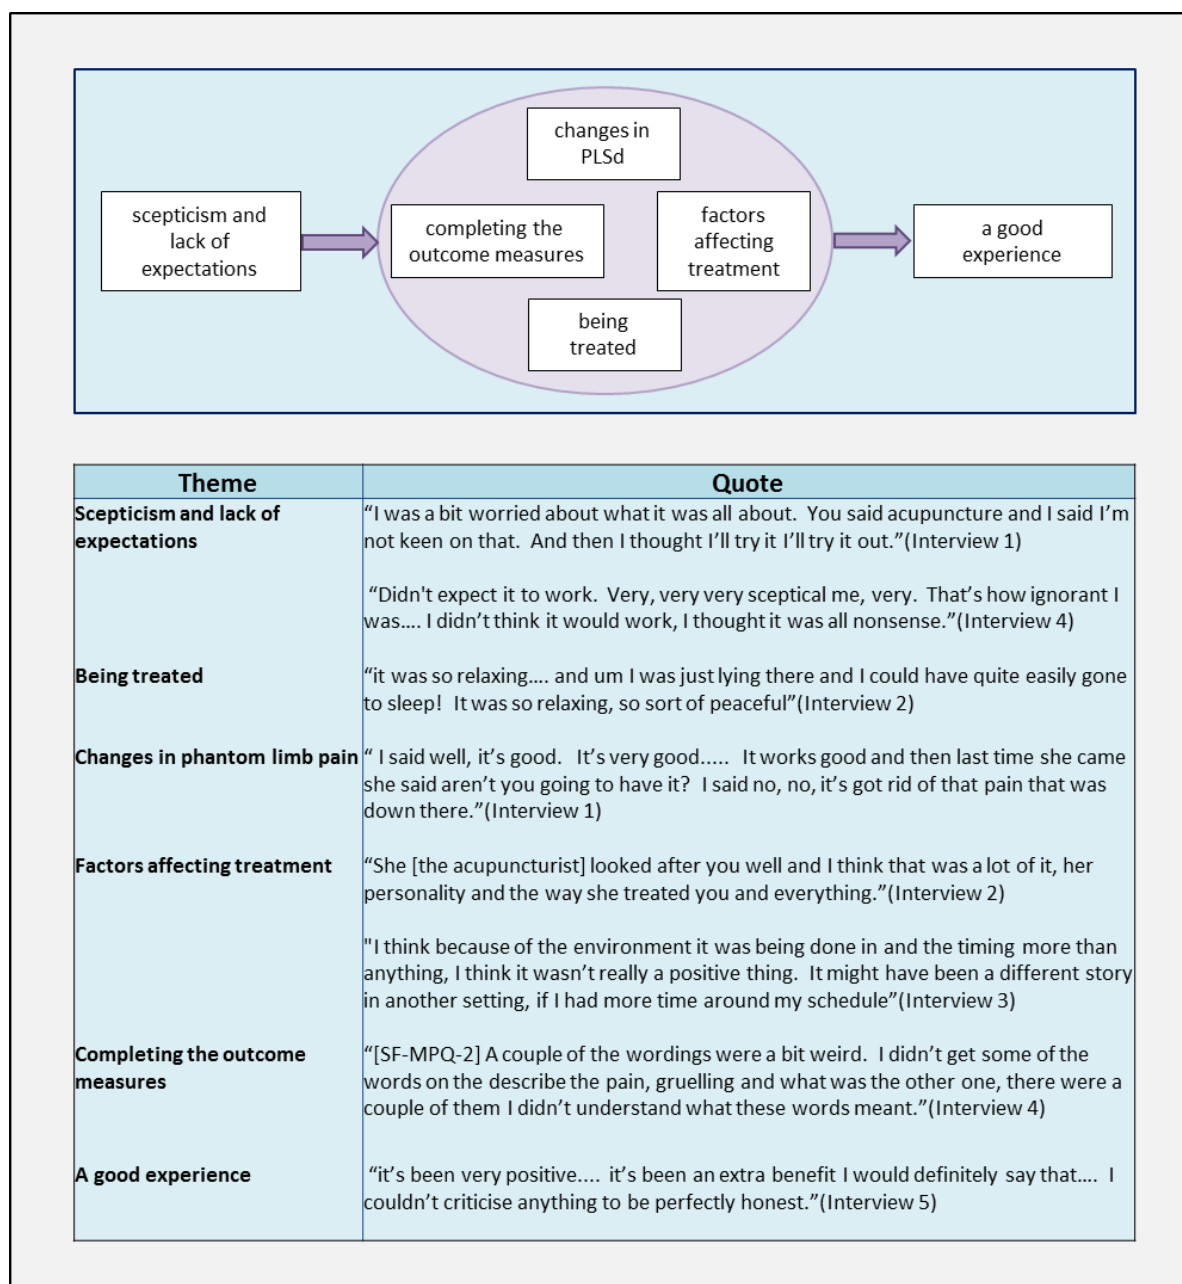 changes in
PLSd
scepticism and
lack of
expectations
completing the
outcome measures
factors
affecting
treatment
a good
experience
being
treated
Theme
Quote
Scepticism and lack of
expectations
“I was a bit worried about what it was all about.  You said acupuncture and I said I’m
not keen on that.  And then I thought I’ll try it I’ll try it out.”(Interview 1)
“Didn't expect it to work.  Very, very very sceptical me, very.  That’s how ignorant I
was…. I didn’t think it would work, I thought it was all nonsense.”(Interview 4)
Being treated
“it was so relaxing…. and um I was just lying there and I could have quite easily gone
to sleep!  It was so relaxing, so sort of peaceful”(Interview 2)
Changes in phantom limb pain
“ I said well, it’s good.  It’s very good.....  It works good and then last time she came
she said aren’t you going to have it?  I said no, no, it’s got rid of that pain that was
down there.”(Interview 1)
Factors affecting treatment
“She [the acupuncturist] looked after you well and I think that was a lot of it, her
personality and the way she treated you and everything.”(Interview 2)
"I think because of the environment it was being done in and the timing more than
anything, I think it wasn’t really a positive thing.  It might have been a different story
in another setting, if I had more time around my schedule”(Interview 3)
Completing the outcome
measures
“[SF-MPQ-2] A couple of the wordings were a bit weird.  I didn’t get some of the
words on the describe the pain, gruelling and what was the other one, there were a
couple of them I didn’t understand what these words meant.”(Interview 4)
A good experience
“it’s been very positive.... it’s been an extra benefit I would definitely say that…. I
couldn’t criticise anything to be perfectly honest.”(Interview 5)